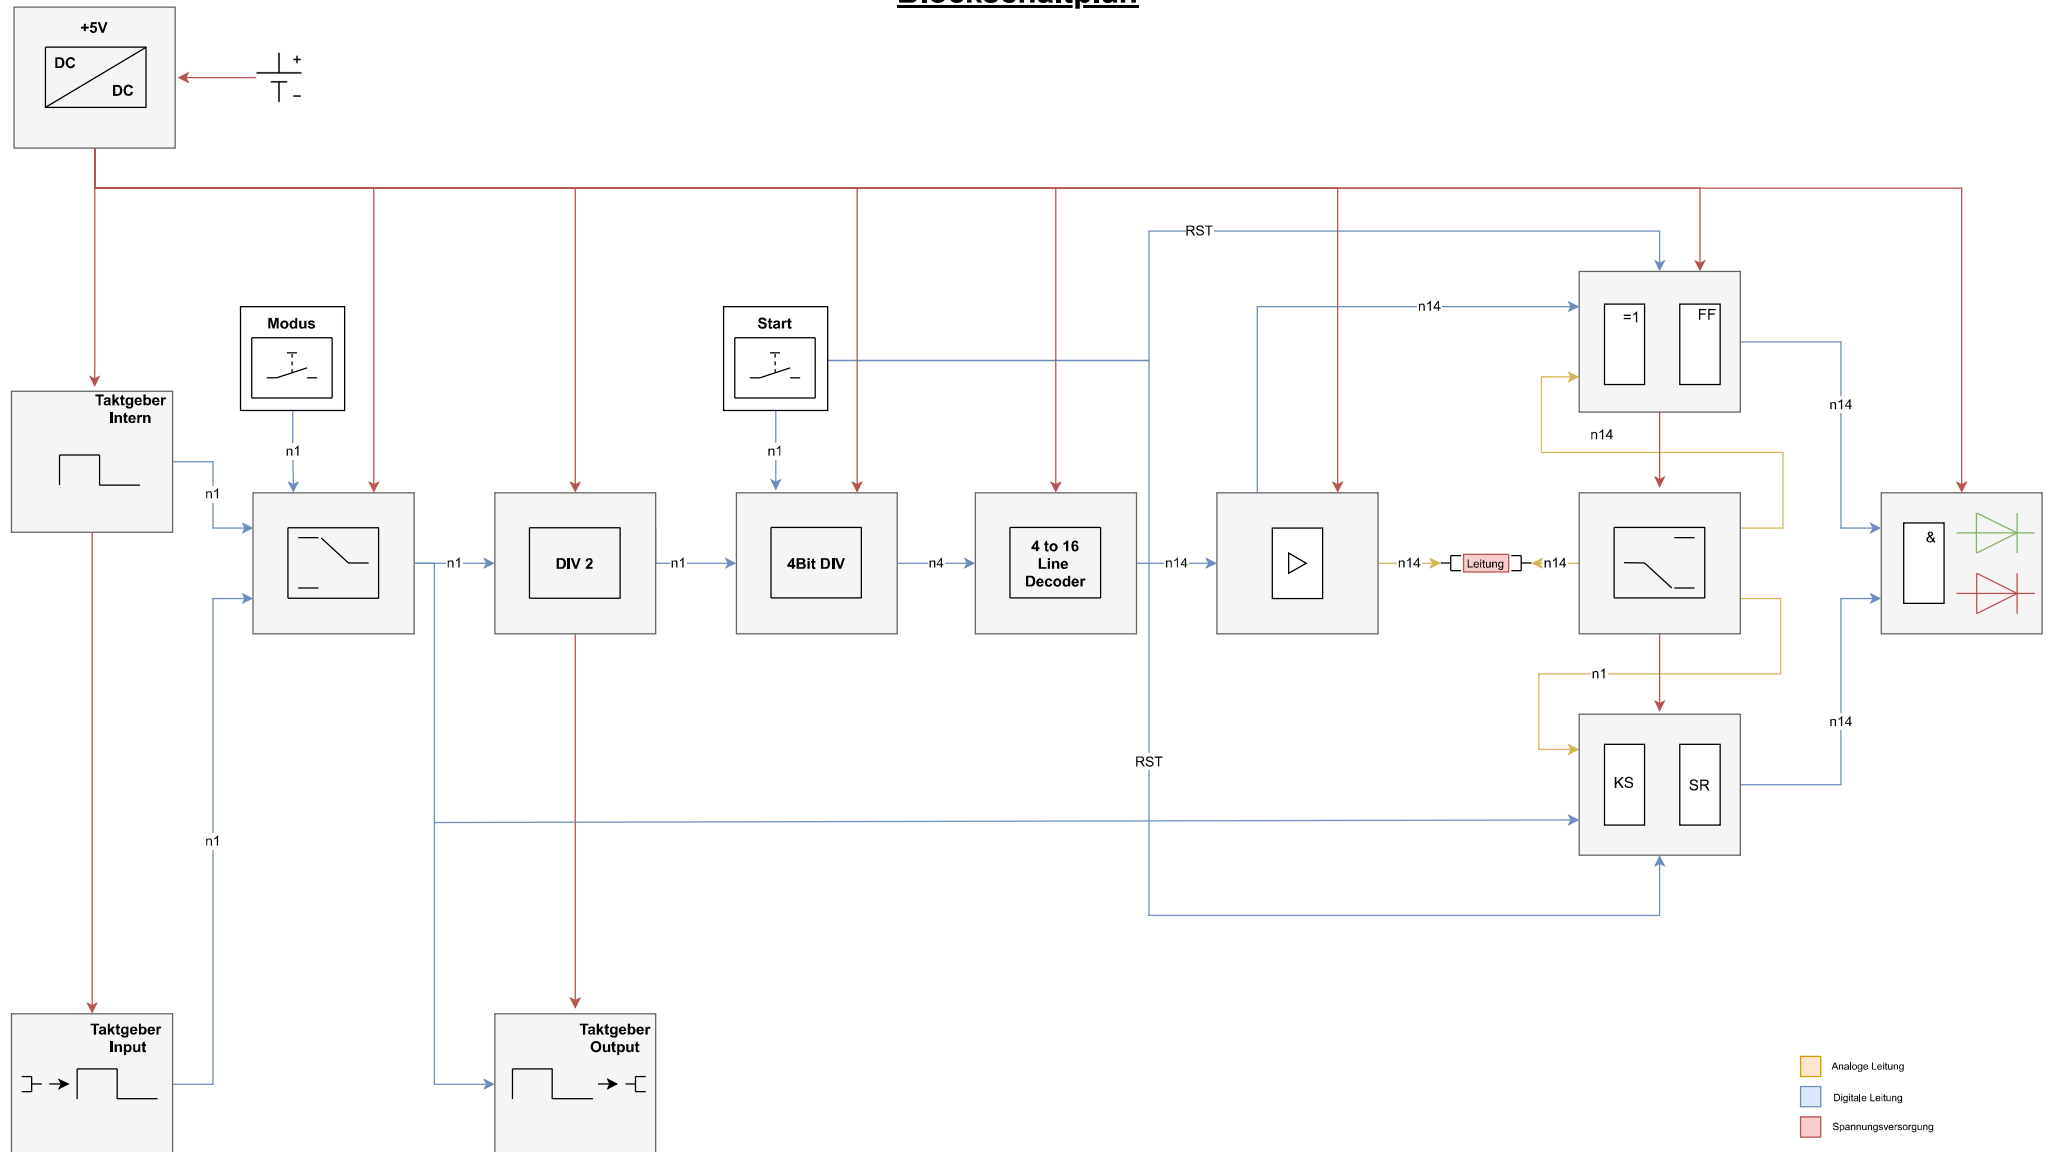 Blockschaltplan
+5V
DC
DC
+
−
RST
Modus
Start
n14
=1
FF
Taktgeber
Intern
n14
n14
n1
n1
n1
&
n1
DIV 2
n1
4Bit DIV
n4
4 to 16
Line
Decoder
n14
n14
Leitung
n14
n1
n14
RST
KS
SR
n1
Taktgeber
Input
Taktgeber
Output
Analoge Leitung
Digitale Leitung
Spannungsversorgung